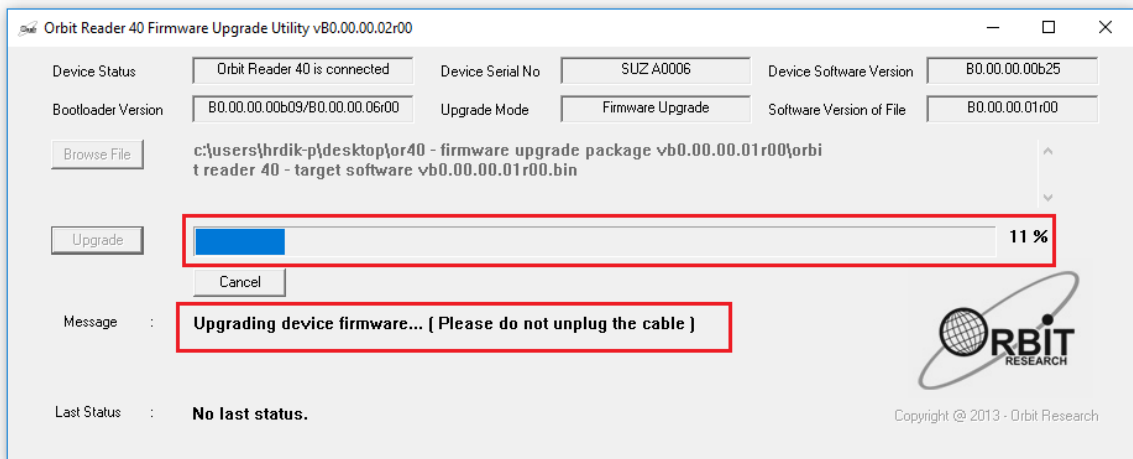 Orbit Reader 40 Firmware Upgrade Utility vB0.00.00.02r00
Device Status Orbit Reader 40 is connected Device Serial No SUZ A0006 Device Software Version B0.00.00.00b25
Bootloader Version B0.00.00.00b09/B0.00.00.06r00 Upgrade Mode Firmware Upgrade Software Version of File B0.00.00.01r00
Browse File c:\users\hrdik-p\desktop\or40 - firmware upgrade package vb0.00.00.01r00\orbi
t reader 40 - target software vb0.00.00.01r00.bin
Upgrade 11 %
Cancel
Message : Upgrading device firmware... ( Please do not unplug the cable )
ORBIT
RESEARCH
Last Status : No last status.
Copyright @ 2013 - Orbit Research